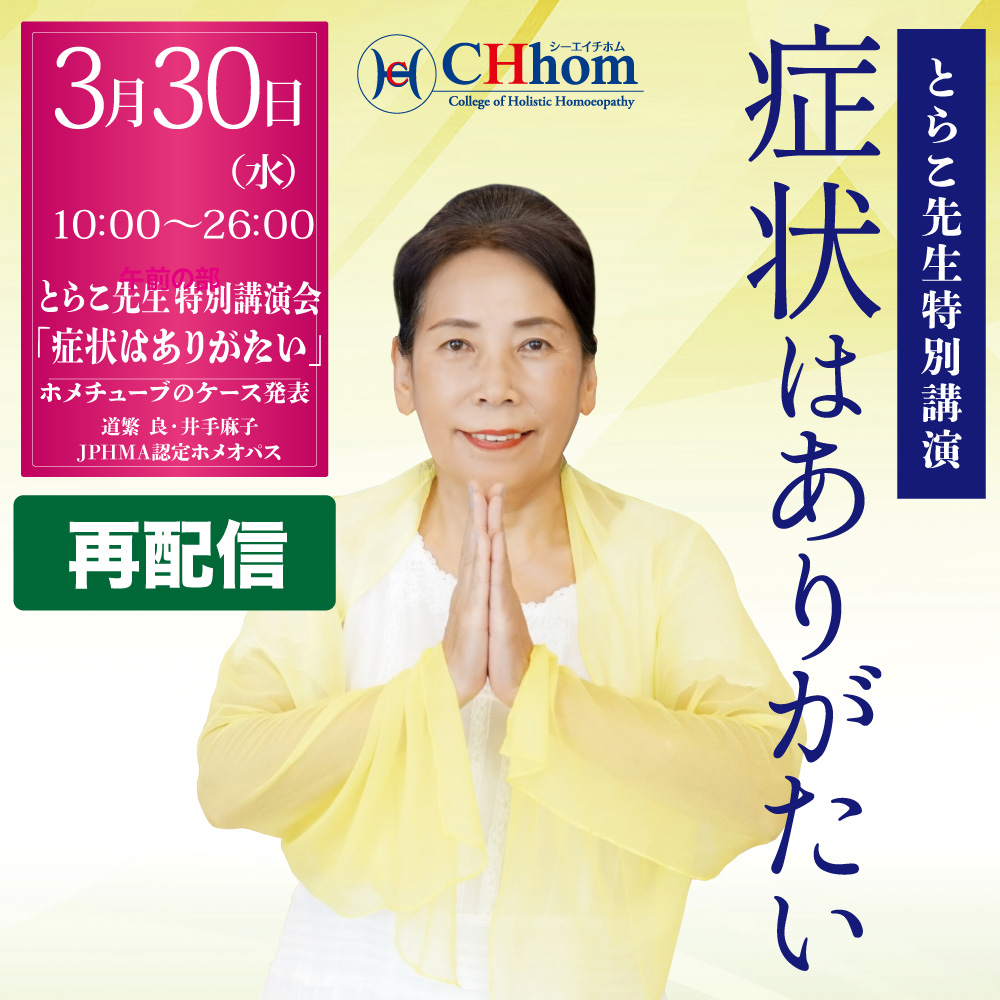 3月30日
（水）
10:00～26:00
午前の部
とらこ先生 特別講演会
「症状はありがたい」
ホメチューブのケース発表
道繁 良・井手麻子
JPHMA認定ホメオパス
再配信
シーエイチホム
CHhom
College of Holistic Homoeopathy
とらこ先生特別講演
症状はありがたい